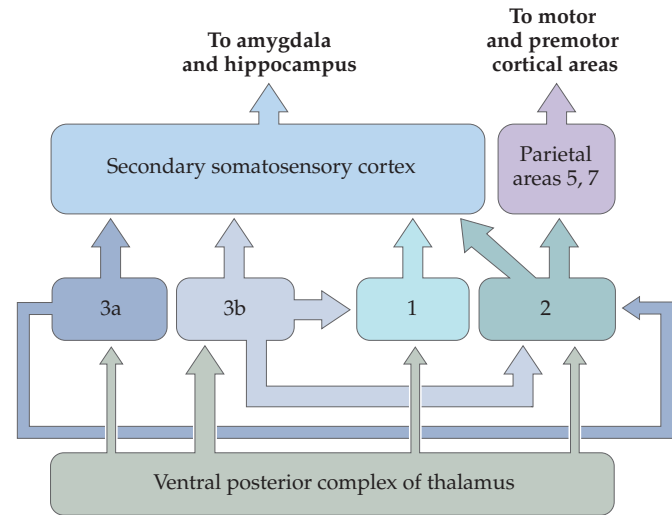 To amygdala
and hippocampus
To motor
and premotor
cortical areas
Secondary somatosensory cortex
Parietal
areas 5, 7
3a
3b
1
2
Ventral posterior complex of thalamus